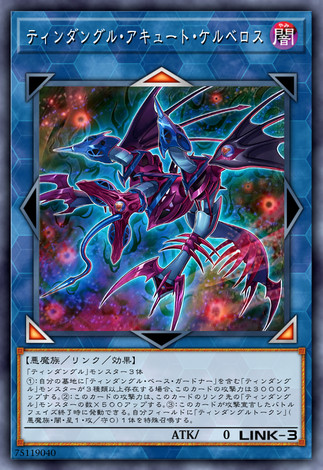 ティンダングル・アキュート・ケルベロス
やみ
闇
【悪魔族／リンク／効果】
「ティンダングル」モンスター３体
①：自分の墓地に「ティンダングル・ベース・ガードナー」を含む「ティンダング
ル」モンスターが３種類以上存在する場合、このカードの攻撃力は３０００ア
ップする。②：このカードの攻撃力は、このカードのリンク先の「ティンダング
ル」モンスターの数×５００アップする。③：このカードが攻撃宣言したバトル
フェイズ終了時に発動できる。自分フィールドに「ティンダングルトークン」（
悪魔族・闇・星１・攻／守０）１体を特殊召喚する。
ATK/ 0 LINK-3
75119040